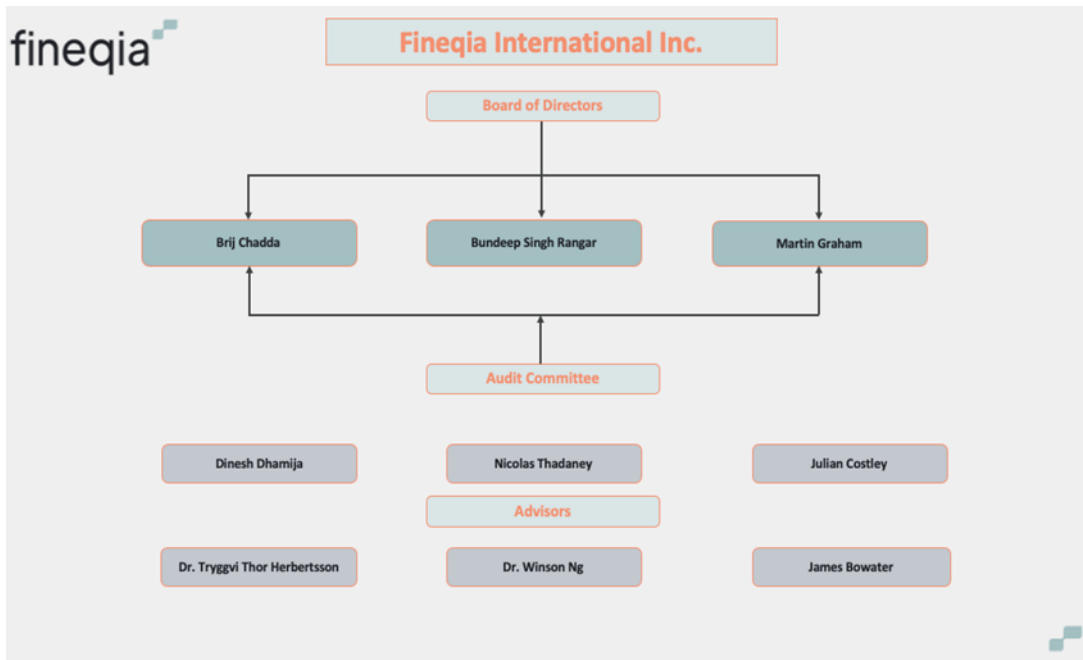 fineqia
Fineqia International Inc.
Board of Directors
Brij Chadda
Bundeep Singh Rangar
Martin Graham
Audit Committee
Dinesh Dhamija
Nicolas Thadaney
Julian Costley
Advisors
Dr. Tryggvi Thor Herbertsson
Dr. Winson Ng
James Bowater